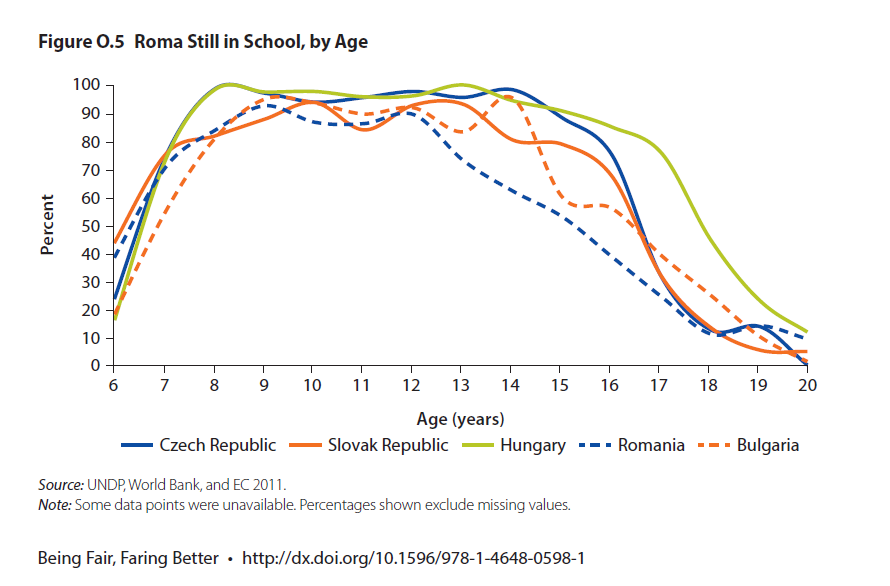 Figure O.5 Roma Still in School, by Age
100
90
80
70
60
50
40
30
20
10
0
Percent
6 7 8 9 10 11 12 13 14 15 16 17 18 19 20
Age (years)
Czech Republic Slovak Republic Hungary Romania Bulgaria
Source: UNDP, World Bank, and EC 2011.
Note: Some data points were unavailable. Percentages shown exclude missing values.
Being Fair, Faring Better • http://dx.doi.org/10.1596/978-1-4648-0598-1